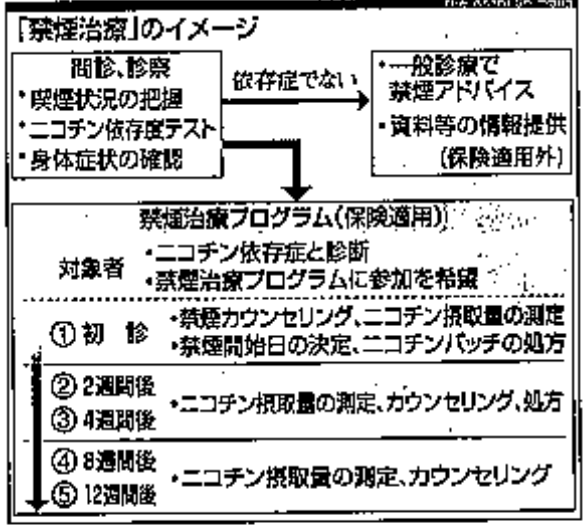 「禁煙治療」のイメージ
問診、診察
・喫煙状況の把握
・ニコチン依存度テスト
・身体症状の確認
依存症でない
・一般診療で
禁煙アドバイス
・資料等の情報提供
(保険適用外)
禁煙治療プログラム(保険適用)
対象者
・ニコチン依存症と診断
・禁煙治療プログラムに参加を希望
①初 診
・禁煙カウンセリング、ニコチン摂取量の測定
・禁煙開始日の決定、ニコチンパッチの処方
②2週間後
③4週間後
・ニコチン摂取量の測定、カウンセリング、処方
④8週間後
⑤12週間後
・ニコチン摂取量の測定、カウンセリング